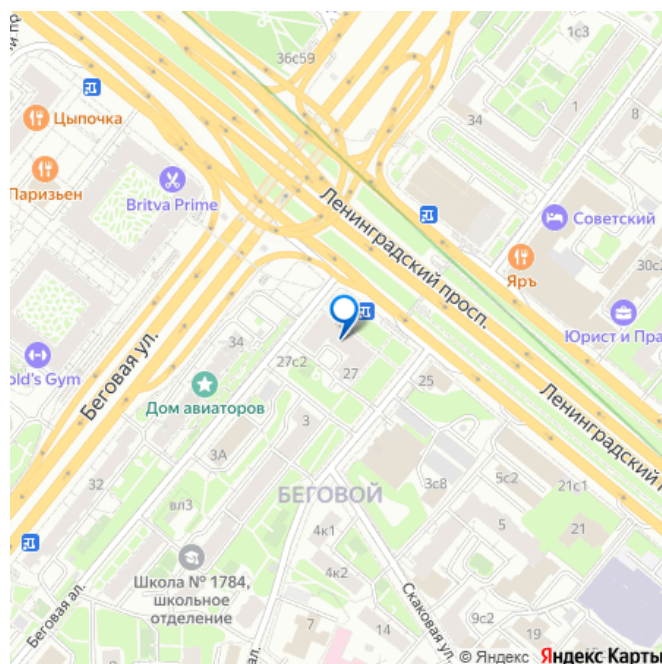 36с59
1с3
Цыпочка
34
1
8
Паризьен
Britva Prime
Советский
Ленинградский просп.
Яръ
30с2
Юрист и Пра
Беговая ул.
34
27с2
27
25
old's Gym
Дом авиаторов
Ленинградский п
3
3А
БЕГОВОЙ
3с8
5с2
21с1
32
вл3
5
21
4к1
Школа № 1784,
школьное
отделение
4к2
Скаковая ул.
Беговая ал.
7
14
9с2
19
17
© Яндекс Яндекс Карты